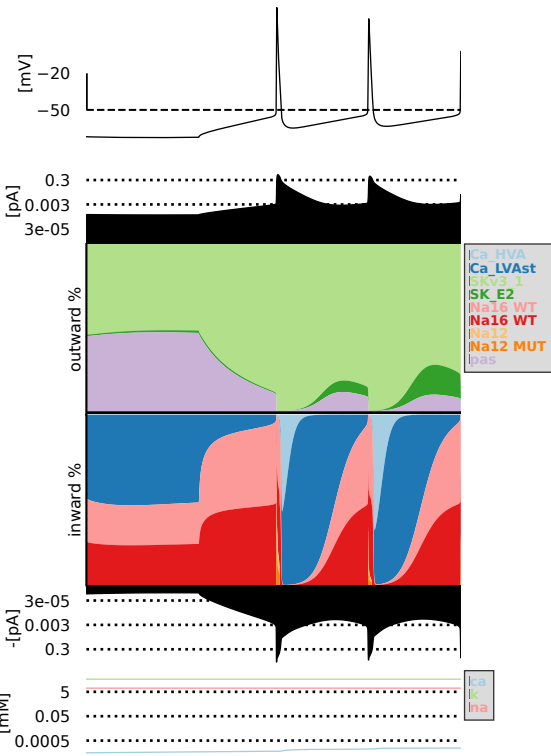 [mV]
−20
−50
[pA]
0.3
0.003
3e-05
outward %
Ca_HVA
Ca_LVAst
SKv3_1
SK_E2
Na16 WT
Na16 WT
Na12
Na12 MUT
pas
inward %
3e-05
0.003
0.3
-[pA]
ca
k
na
5
0.05
0.0005
[mM]